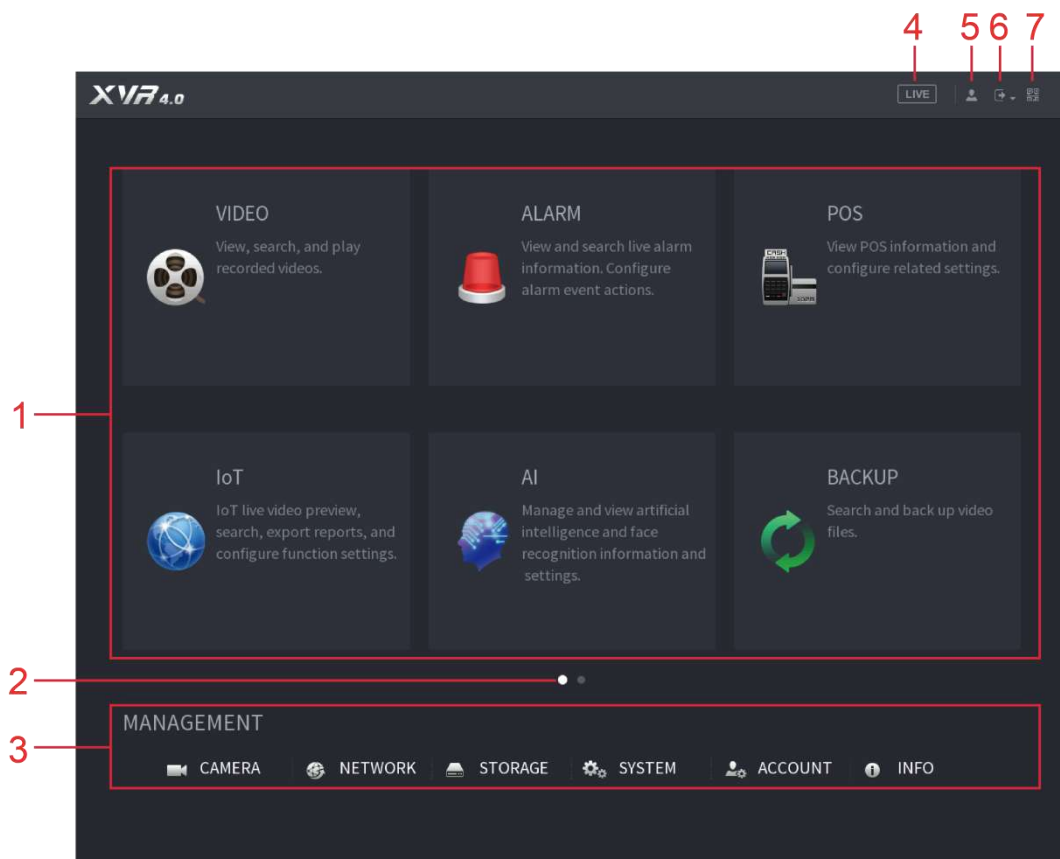 4 5 6 7
XVR 4.0
LIVE
VIDEO
View, search, and play
recorded videos.
ALARM
View and search live alarm
information. Configure
alarm event actions.
POS
View POS information and
configure related settings.
1
IoT
IoT live video preview,
search, export reports, and
configure function settings.
AI
Manage and view artificial
intelligence and face
recognition information and
settings.
BACKUP
Search and back up video
files.
2
MANAGEMENT
3
CAMERA NETWORK STORAGE SYSTEM ACCOUNT INFO